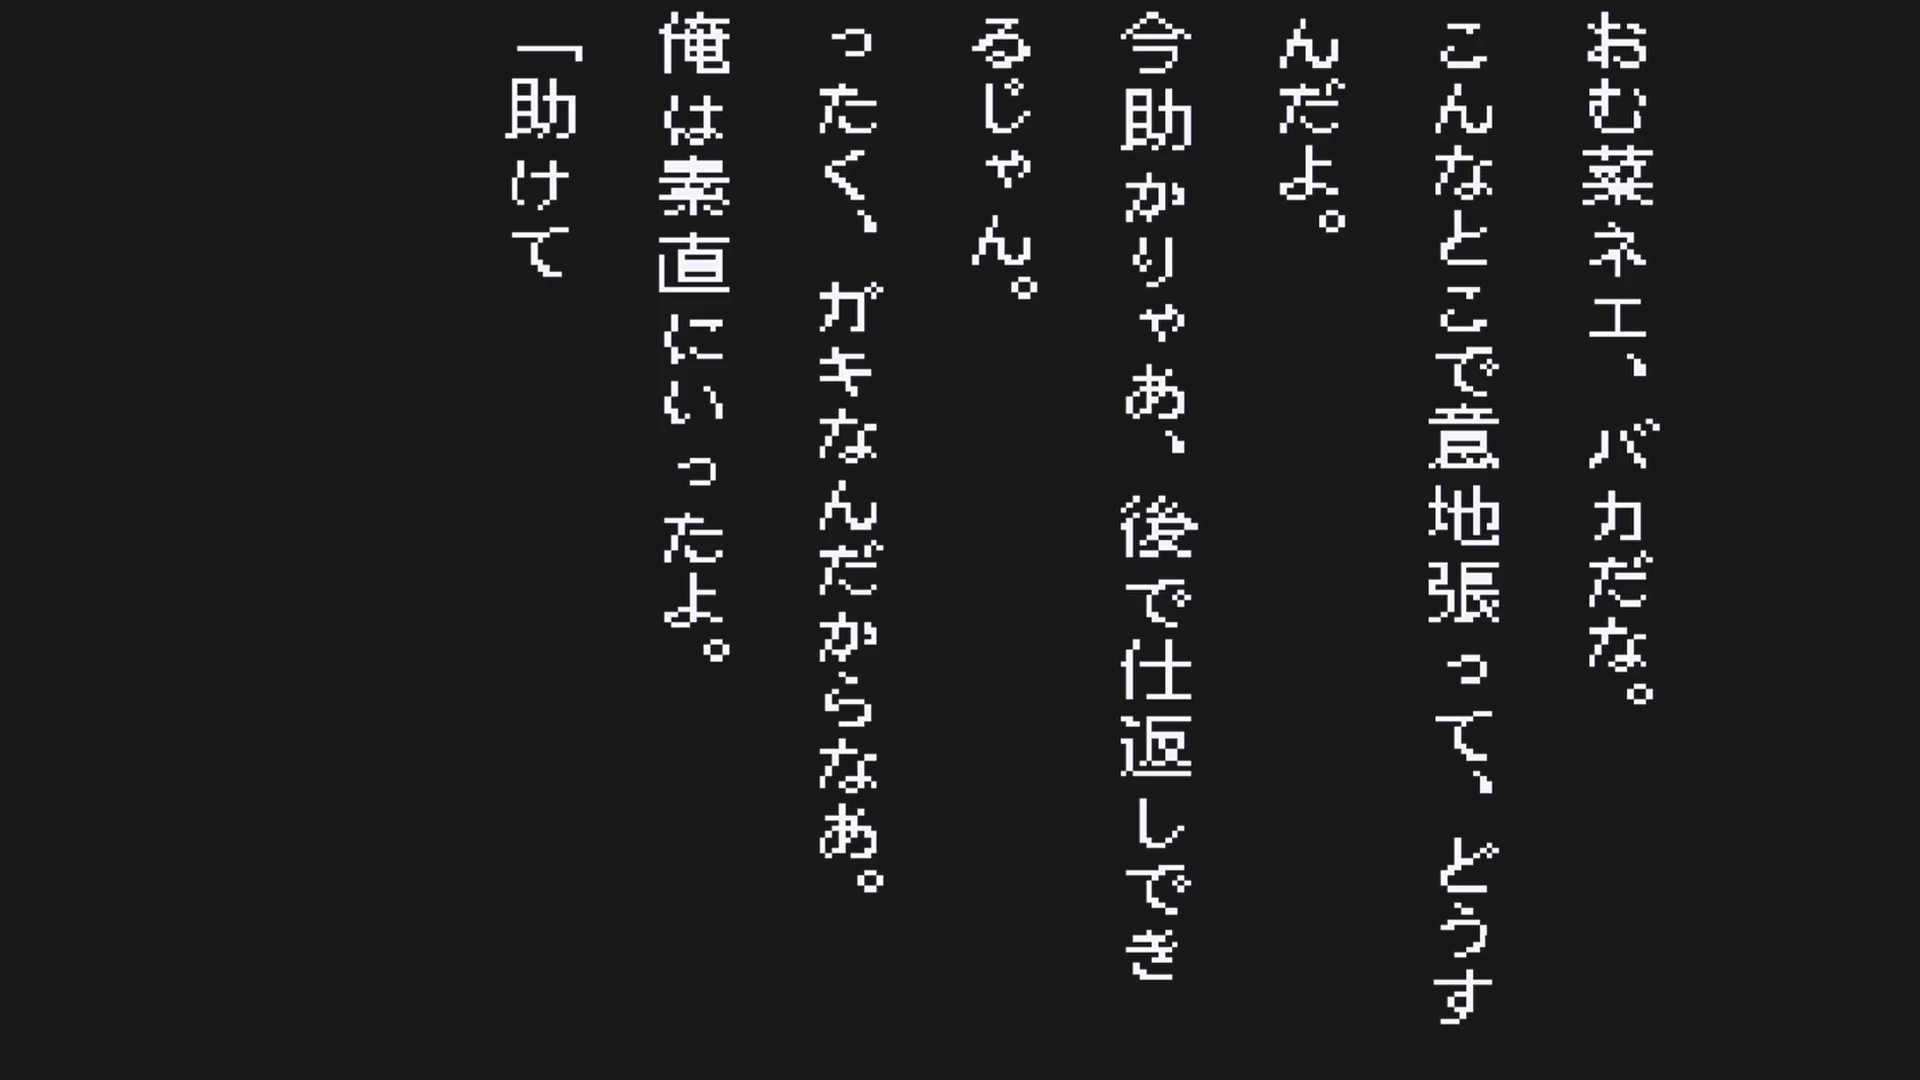 おむ菜ネエ、バカだな。
こんなとこで意地張って、どうす
んだよ。
今助かりゃあ、後で仕返しでき
るじゃん。
ったく、ガキなんだからなあ。
俺は素直にいったよ。
「助けて